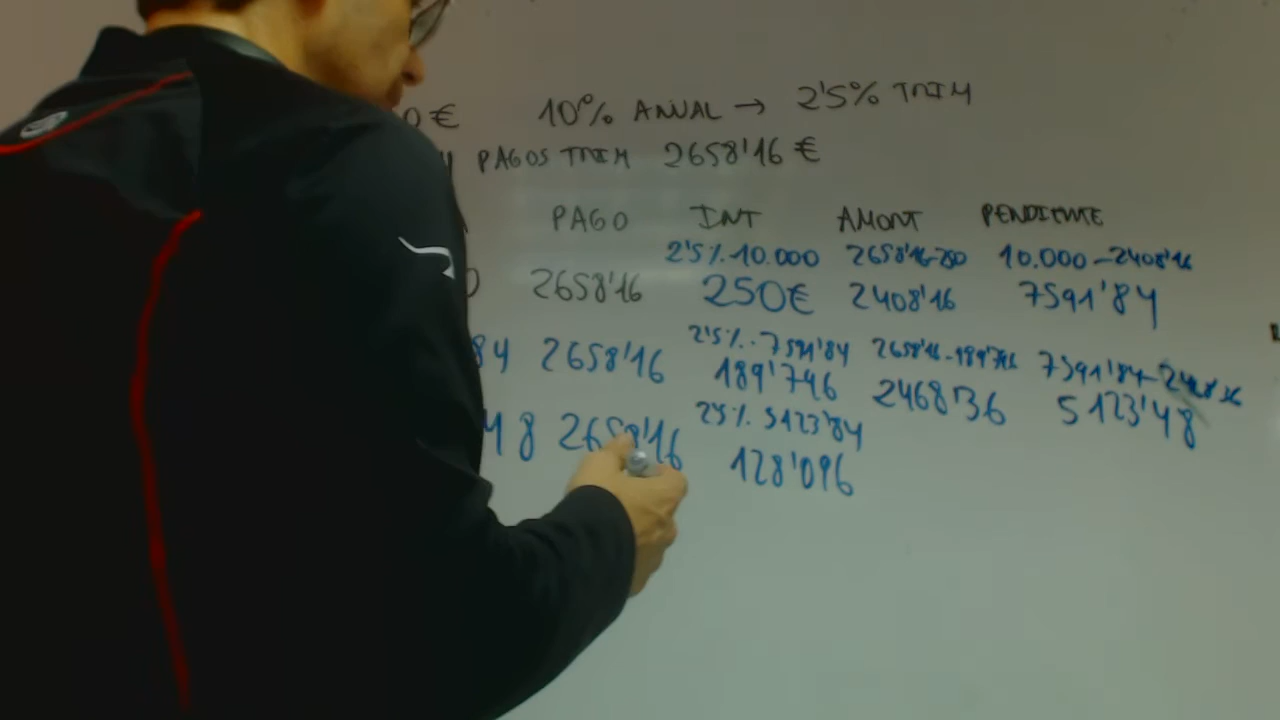 0€ 10% ANUAL → 2'5% TRIM
4 PAGOS TRIM 2658'16 €
PAGO INT AMORT PENDIENTE
2'5%.10.000 2658'16-250 10.000-2408'16
0 2658'16 250€ 2408'16 7591'84
2'5%.7591'84 2658'16-189'796 7591'84-2468'36
84 2658'16 189'796 2468'36 5123'48
2'5%.5123'84
48 2658'16 128'096